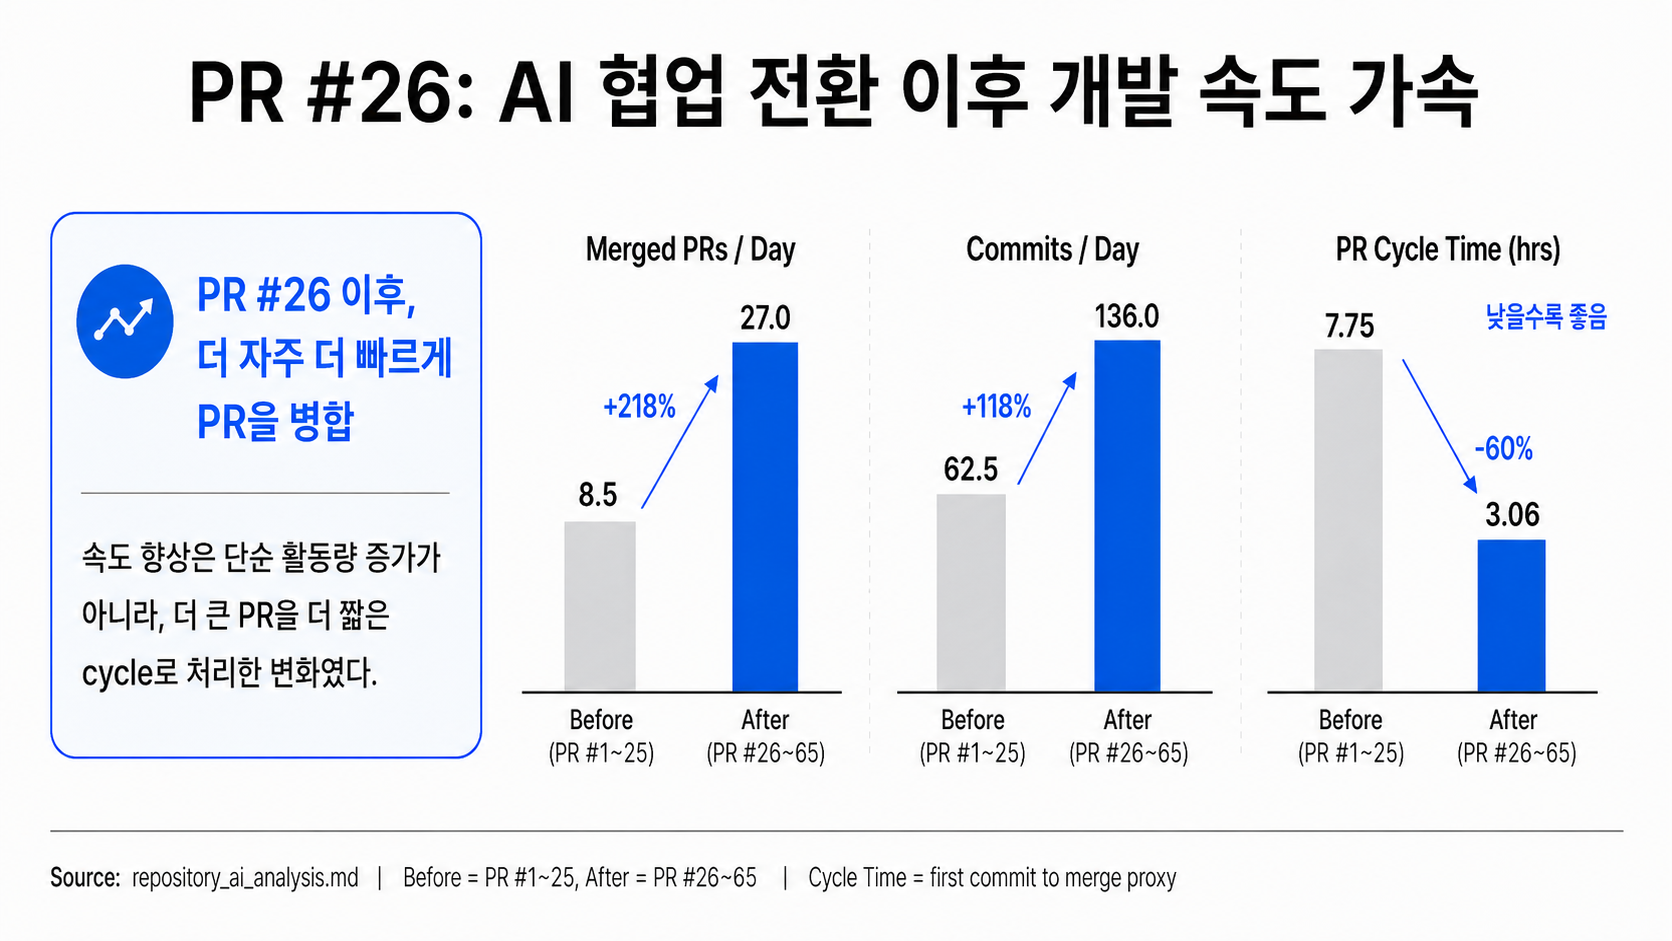 PR #26: AI 협업 전환 이후 개발 속도 가속
PR #26 이후,
더 자주 더 빠르게
PR을 병합
속도 향상은 단순 활동량 증가가
아니라, 더 큰 PR을 더 짧은
cycle로 처리한 변화였다.
Merged PRs / Day
8.5
+218%
27.0
Before
(PR #1~25)
After
(PR #26~65)
Commits / Day
62.5
+118%
136.0
Before
(PR #1~25)
After
(PR #26~65)
PR Cycle Time (hrs)
낮을수록 좋음
7.75
-60%
3.06
Before
(PR #1~25)
After
(PR #26~65)
Source: repository_ai_analysis.md | Before = PR #1~25, After = PR #26~65 | Cycle Time = first commit to merge proxy